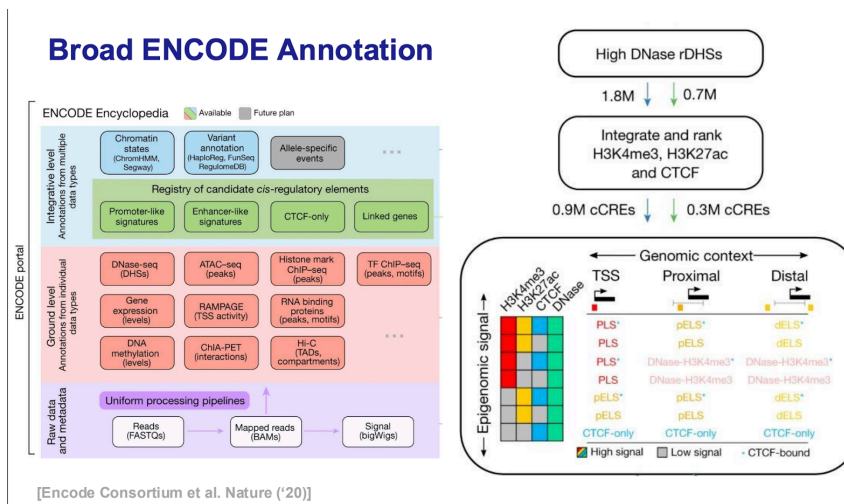 Broad ENCODE Annotation
ENCODE Encyclopedia
Available
Future plan
ENCODE portal
Integrative level
Annotations from multiple
data types
Chromatin
states
(ChromHMM,
Segway)
Variant
annotation
(HaploReg, FunSeq
RegulomeDB)
Allele-specific
events
...
Registry of candidate cis-regulatory elements
Promoter-like
signatures
Enhancer-like
signatures
CTCF-only
Linked genes
Ground level
Annotations from individual
data types
DNase-seq
(DHSs)
ATAC–seq
(peaks)
Histone mark
ChIP–seq
(peaks)
TF ChIP–seq
(peaks, motifs)
Gene
expression
(levels)
RAMPAGE
(TSS activity)
RNA binding
proteins
(peaks, motifs)
...
DNA
methylation
(levels)
ChIA-PET
(interactions)
Hi-C
(TADs,
compartments)
Raw data
and metadata
Uniform processing pipelines
Reads
(FASTQs)
Mapped reads
(BAMs)
Signal
(bigWigs)
[Encode Consortium et al. Nature (‘20)]
High DNase rDHSs
1.8M
0.7M
Integrate and rank
H3K4me3, H3K27ac
and CTCF
0.9M cCREs
0.3M cCREs
Genomic context
Epigenomic signal
H3K4me3
H3K27ac
CTCF
DNase
TSS
Proximal
Distal
PLS* pELS* dELS*
PLS pELS dELS
PLS* DNase-H3K4me3* DNase-H3K4me3*
PLS DNase-H3K4me3 DNase-H3K4me3
pELS* pELS* dELS*
pELS pELS dELS
CTCF-only CTCF-only CTCF-only
High signal
Low signal
* CTCF-bound